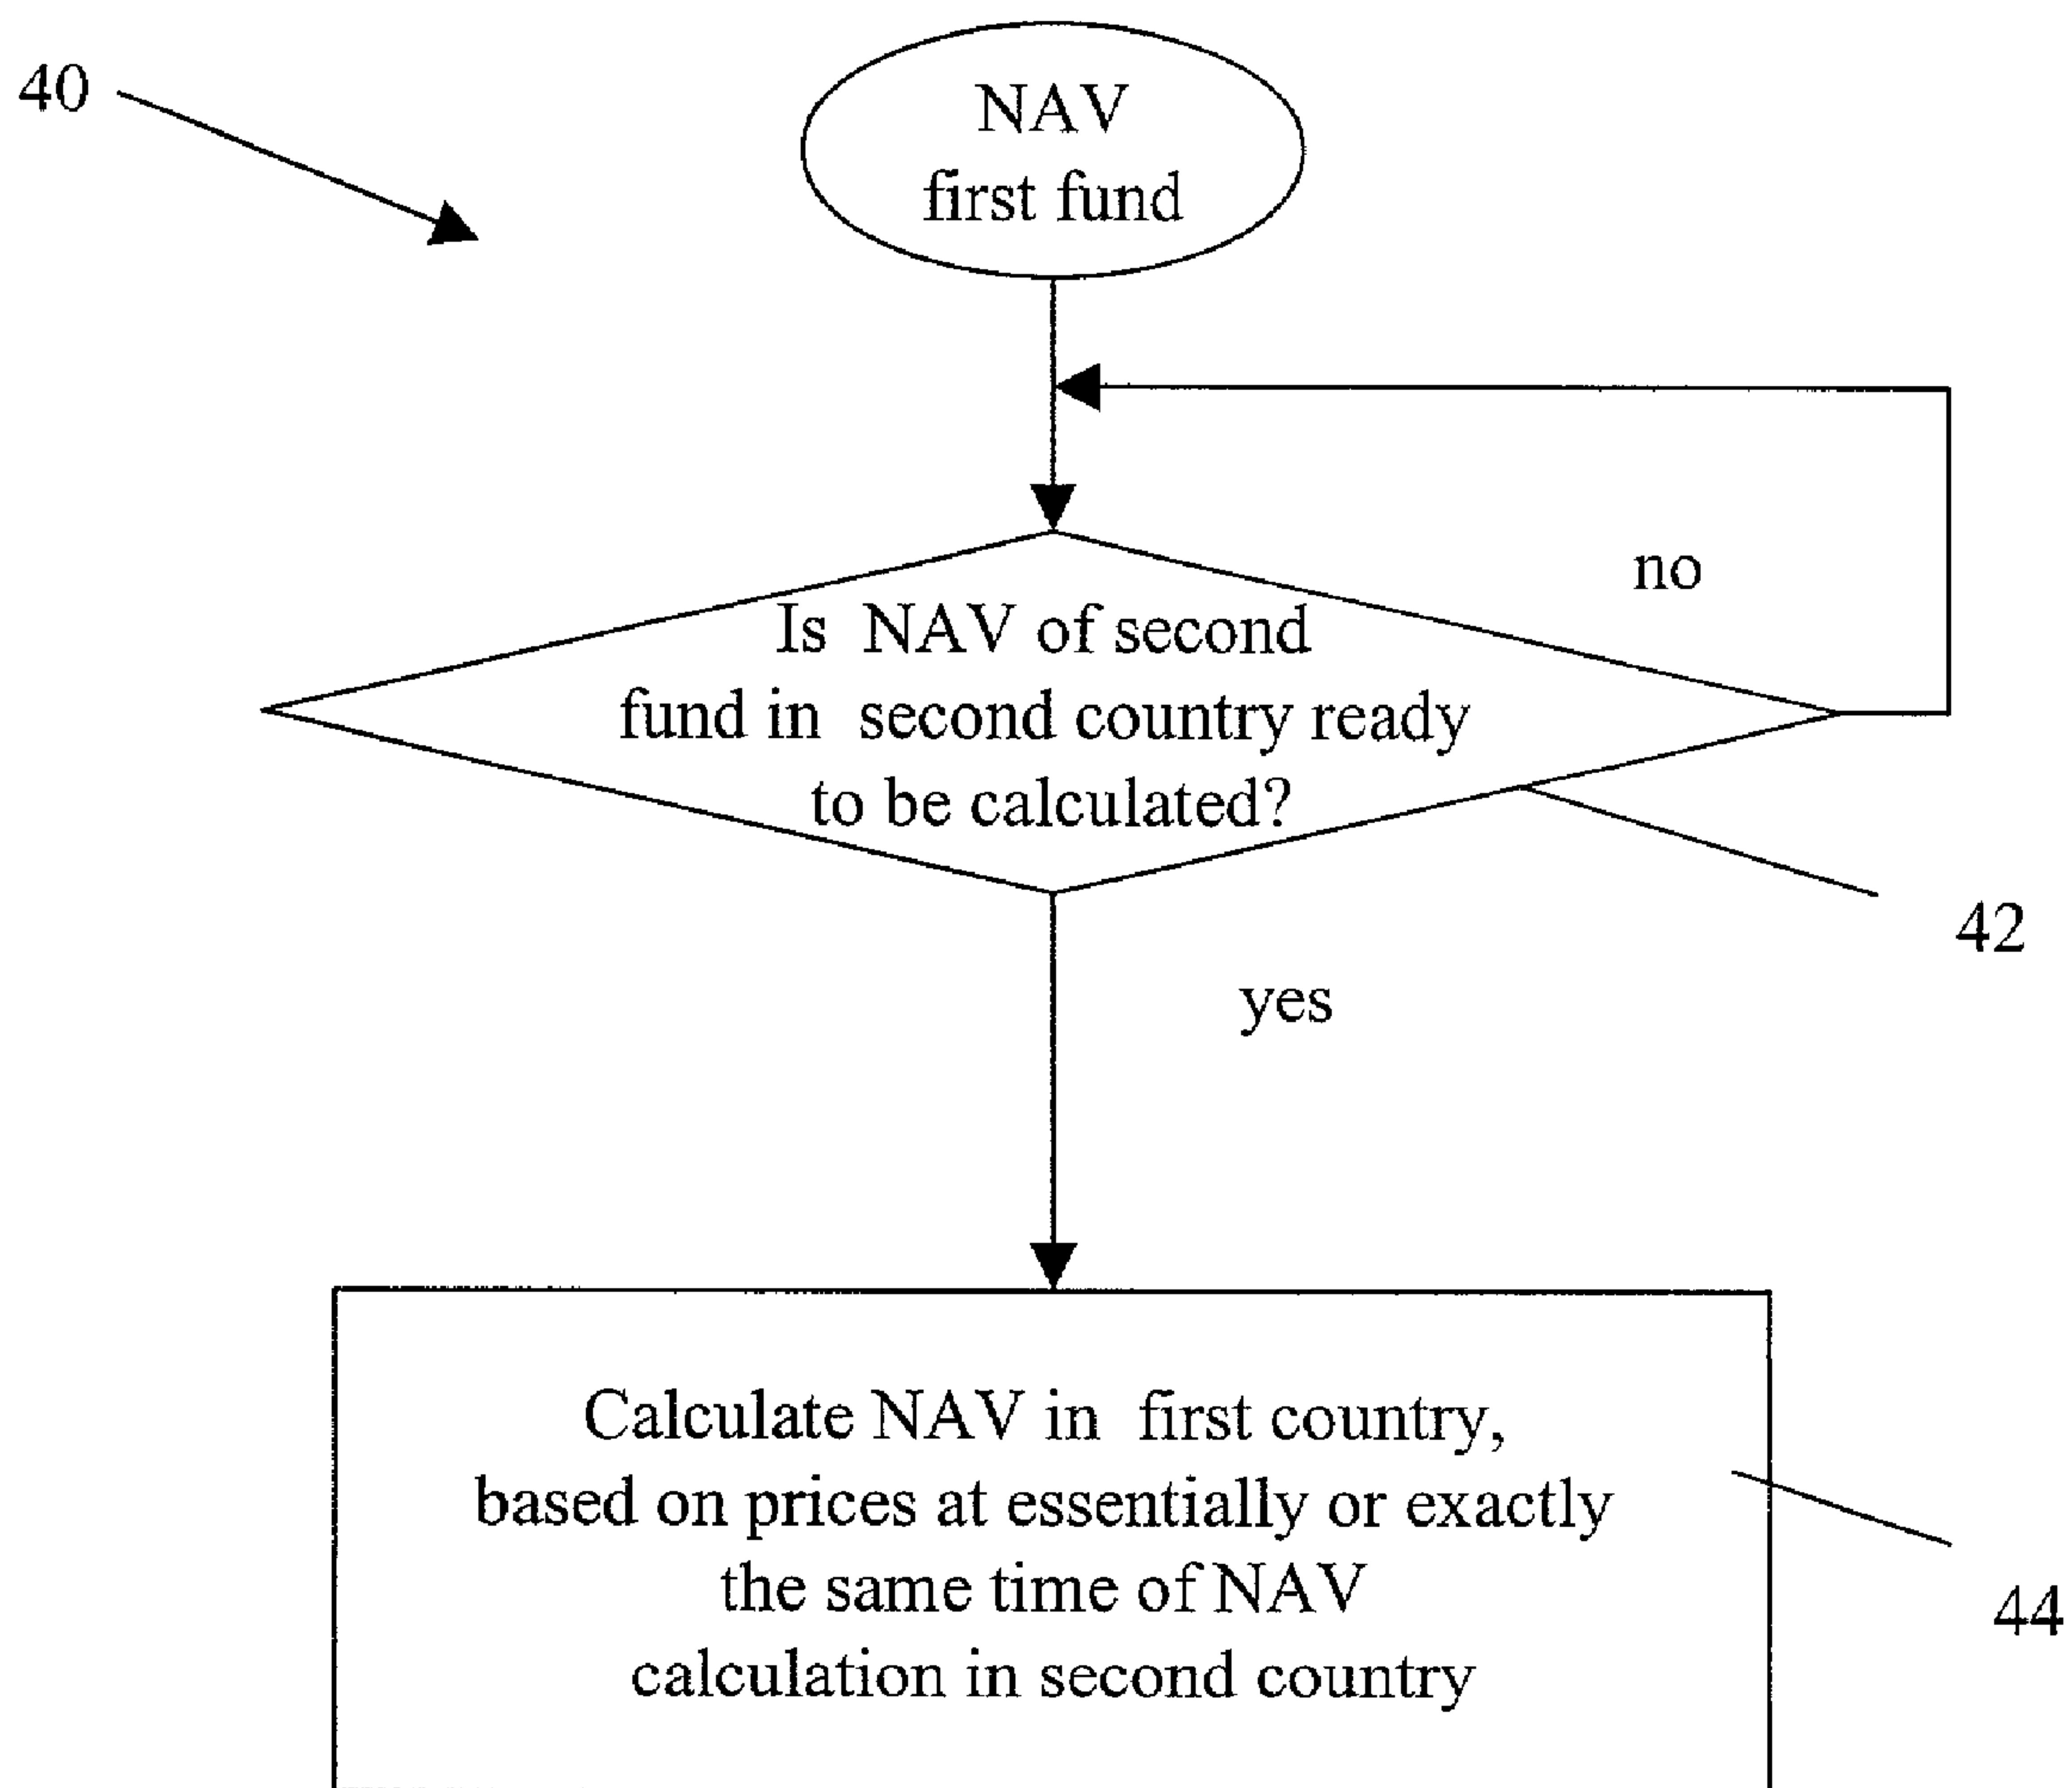 40
NAV
first fund
no
Is NAV of second
fund in second country ready
to be calculated?
42
yes
Calculate NAV in first country,
based on prices at essentially or exactly
the same time of NAV
calculation in second country
44